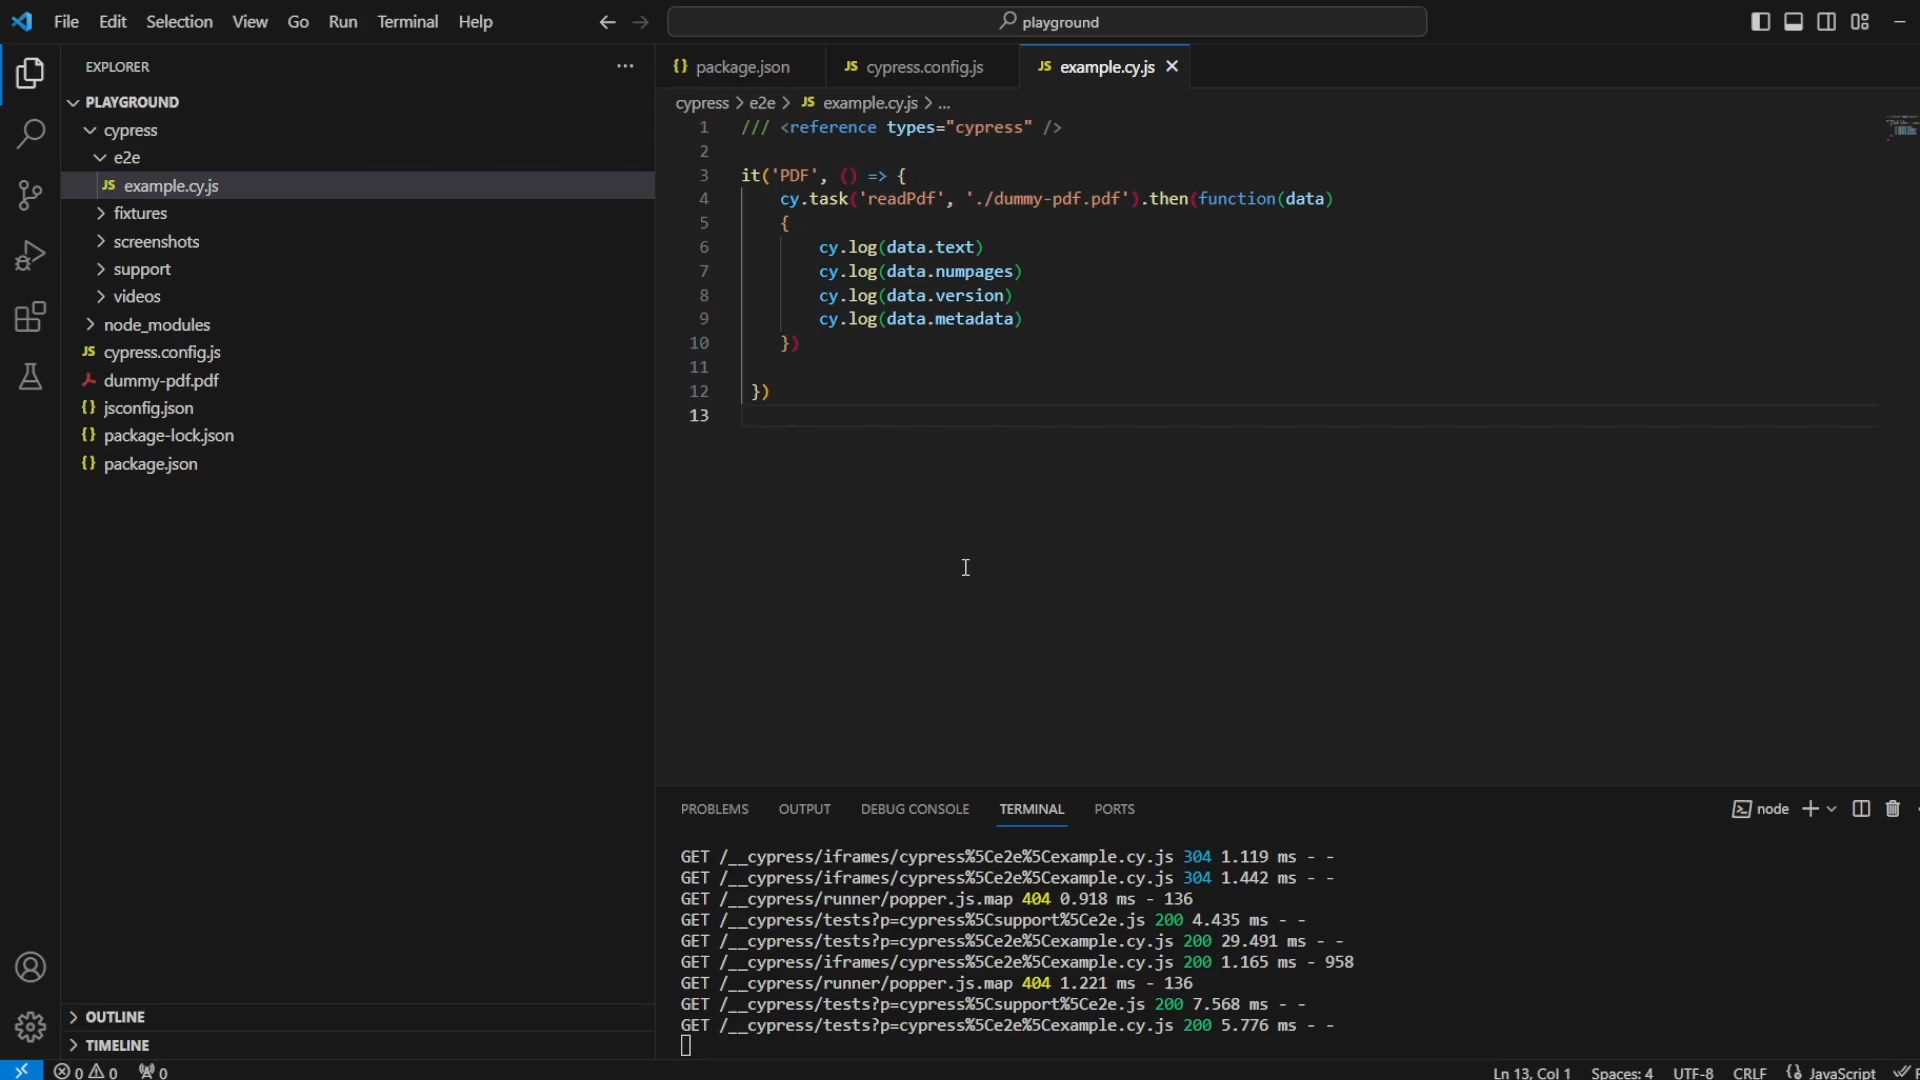 File Edit Selection View Go Run Terminal Help
playground
EXPLORER
PLAYGROUND
cypress
e2e
JS example.cy.js
fixtures
screenshots
support
videos
node_modules
JS cypress.config.js
dummy-pdf.pdf
{} jsconfig.json
{} package-lock.json
{} package.json
OUTLINE
TIMELINE
{} package.json JS cypress.config.js JS example.cy.js
cypress > e2e > JS example.cy.js > ...
1 /// <reference types="cypress" />
2
3 it('PDF', () => {
4 cy.task('readPdf', './dummy-pdf.pdf').then(function(data)
5 {
6 cy.log(data.text)
7 cy.log(data.numpages)
8 cy.log(data.version)
9 cy.log(data.metadata)
10 })
11
12 })
13
PROBLEMS OUTPUT DEBUG CONSOLE TERMINAL PORTS
node
GET /__cypress/iframes/cypress%5Ce2e%5Cexample.cy.js 304 1.119 ms - -
GET /__cypress/iframes/cypress%5Ce2e%5Cexample.cy.js 304 1.442 ms - -
GET /__cypress/runner/popper.js.map 404 0.918 ms - 136
GET /__cypress/tests?p=cypress%5Csupport%5Ce2e.js 200 4.435 ms - -
GET /__cypress/tests?p=cypress%5Ce2e%5Cexample.cy.js 200 29.491 ms - -
GET /__cypress/iframes/cypress%5Ce2e%5Cexample.cy.js 200 1.165 ms - 958
GET /__cypress/runner/popper.js.map 404 1.221 ms - 136
GET /__cypress/tests?p=cypress%5Csupport%5Ce2e.js 200 7.568 ms - -
GET /__cypress/tests?p=cypress%5Ce2e%5Cexample.cy.js 200 5.776 ms - -
0 0 0
Ln 13, Col 1 Spaces: 4 UTF-8 CRLF {} JavaScript